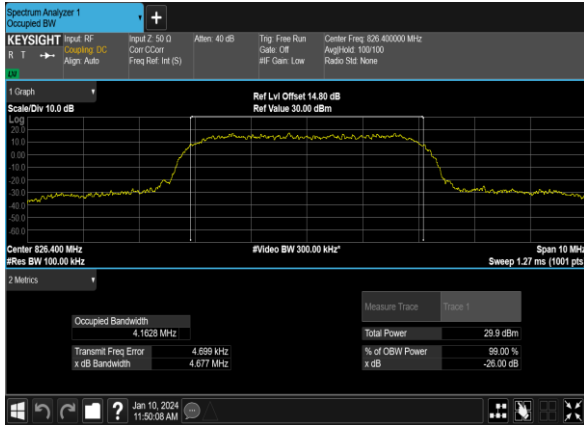 Spectrum Analyzer 1
Occupied BW
KEYSIGHT Input: RF Input Z: 50 Ω Atten: 40 dB Trig: Free Run Center Freq: 826.400000 MHz
R T Coupling: DC Corr CCorr Gate: Off Avg|Hold: 100/100
Align: Auto Freq Ref: Int (S) #IF Gain: Low Radio Std: None
LXI
1 Graph
Ref Lvl Offset 14.80 dB
Scale/Div 10.0 dB Ref Value 30.00 dBm
Log
20.0
10.0
0.00
-10.0
-20.0
-30.0
-40.0
-50.0
-60.0
Center 826.400 MHz #Video BW 300.00 kHz* Span 10 MHz
#Res BW 100.00 kHz Sweep 1.27 ms (1001 pts)
2 Metrics
Measure Trace Trace 1
Occupied Bandwidth
4.1628 MHz Total Power 29.9 dBm
Transmit Freq Error 4.699 kHz % of OBW Power 99.00 %
x dB Bandwidth 4.677 MHz x dB -26.00 dB
? Jan 10, 2024
11:50:08 AM